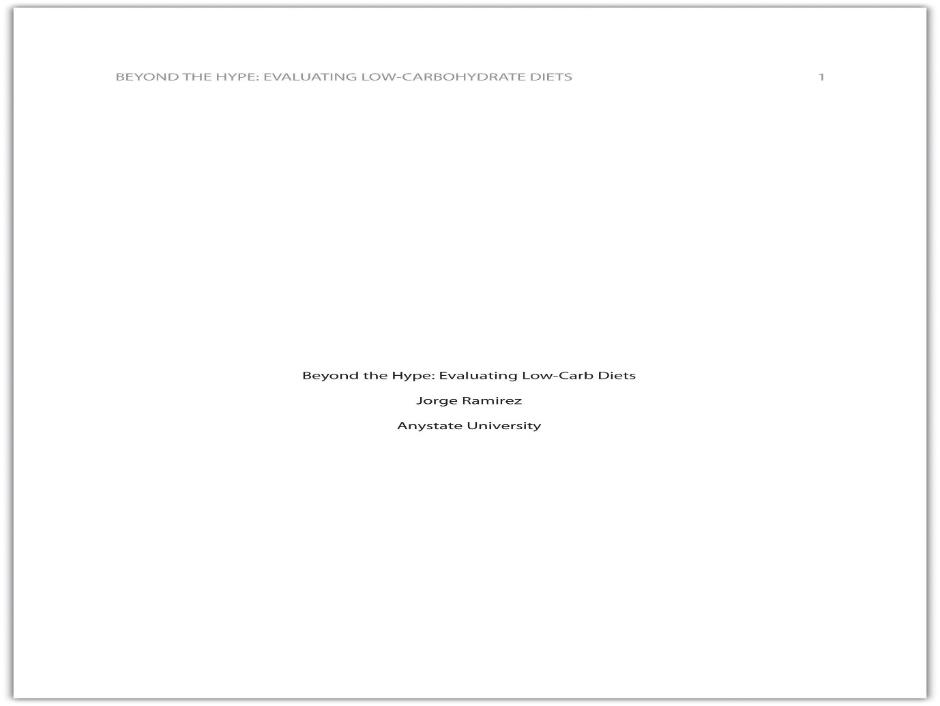 BEYOND THE HYPE: EVALUATING LOW-CARBOHYDRATE DIETS 1
Beyond the Hype: Evaluating Low-Carb Diets
Jorge Ramirez
Anystate University